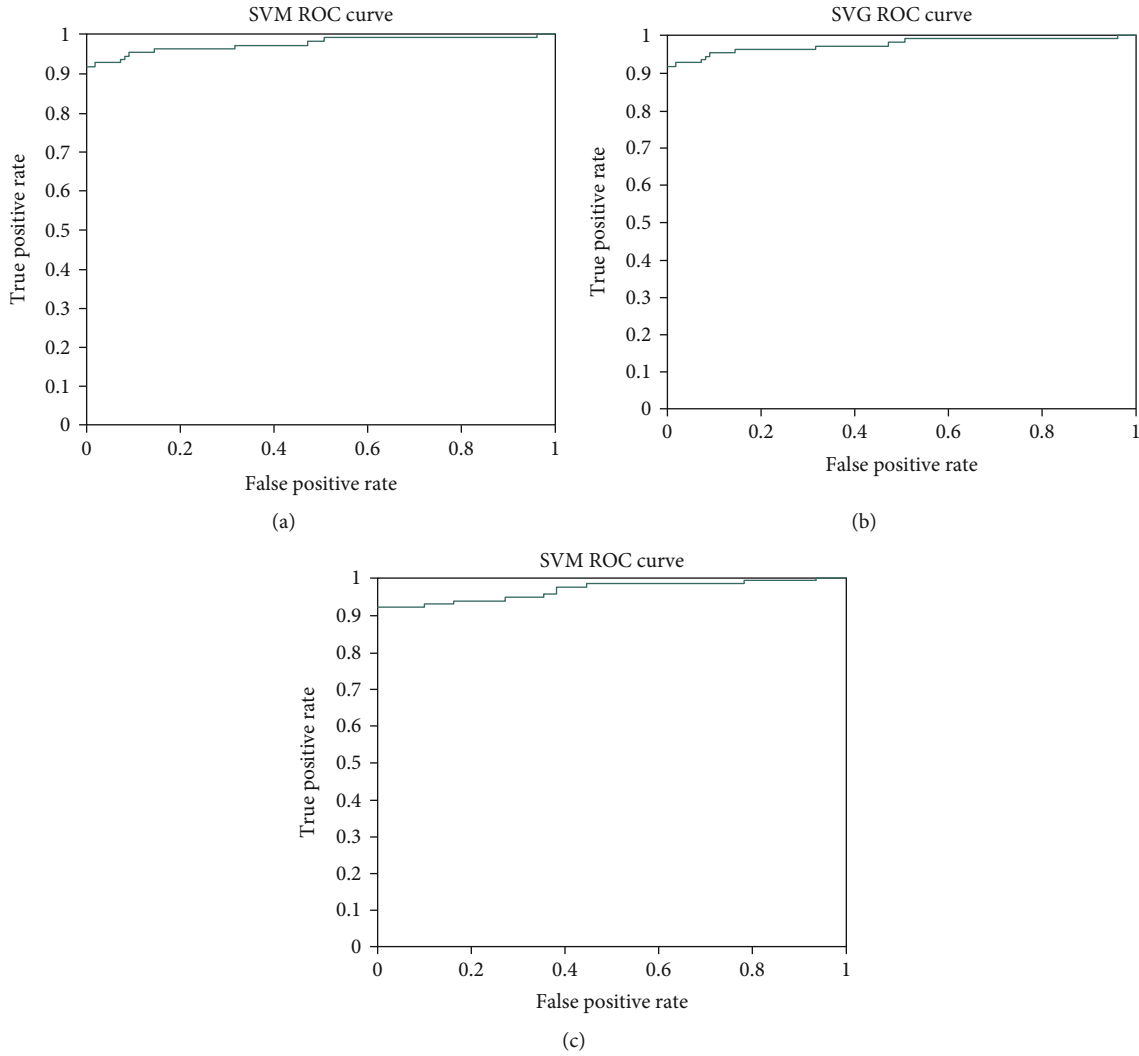 SVM ROC curve
1
0.9
0.8
0.7
0.6
0.5
0.4
0.3
0.2
0.1
0
True positive rate
0 0.2 0.4 0.6 0.8 1
False positive rate
(a)
SVG ROC curve
1
0.9
0.8
0.7
0.6
0.5
0.4
0.3
0.2
0.1
0
True positive rate
0 0.2 0.4 0.6 0.8 1
False positive rate
(b)
SVM ROC curve
1
0.9
0.8
0.7
0.6
0.5
0.4
0.3
0.2
0.1
0
True positive rate
0 0.2 0.4 0.6 0.8 1
False positive rate
(c)